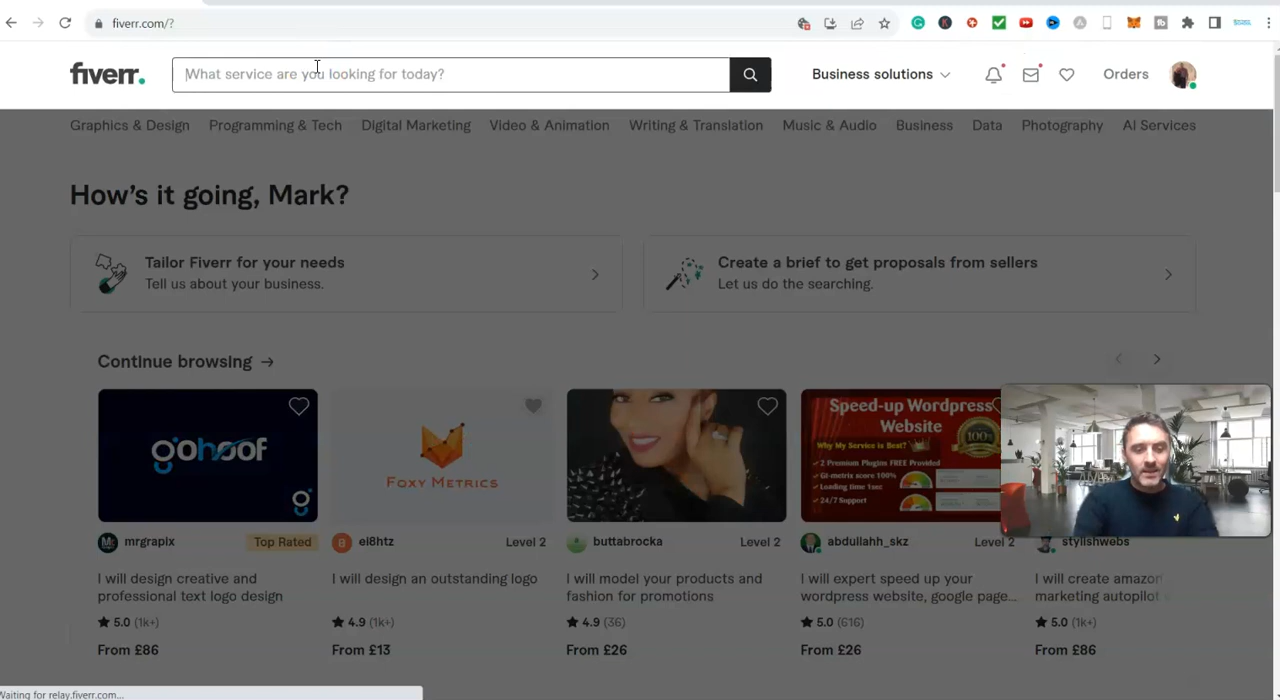 fiverr.com/?
fiverr.
What service are you looking for today?
Business solutions
Orders
Graphics & Design
Programming & Tech
Digital Marketing
Video & Animation
Writing & Translation
Music & Audio
Business
Data
Photography
AI Services
How's it going, Mark?
Tailor Fiverr for your needs
Tell us about your business.
Create a brief to get proposals from sellers
Let us do the searching.
Continue browsing →
gohoof
mrgrapix
Top Rated
I will design creative and
professional text logo design
5.0 (1k+)
From £86
FOXY METRICS
ei8htz
Level 2
I will design an outstanding logo
4.9 (1k+)
From £13
buttabrocka
Level 2
I will model your products and
fashion for promotions
4.9 (36)
From £26
Speed-up Wordpress
Website
Why My Service is Best?
2 Premium Plugins FREE Provided
Gt-metrix score 100%
Loading time 1sec
24/7 Support
100%
abdullahh_skz
Level 2
I will expert speed up your
wordpress website, google page...
5.0 (616)
From £26
stylishwebs
I will create amazon
marketing autopilot
5.0 (1k+)
From £86
Waiting for relay.fiverr.com...